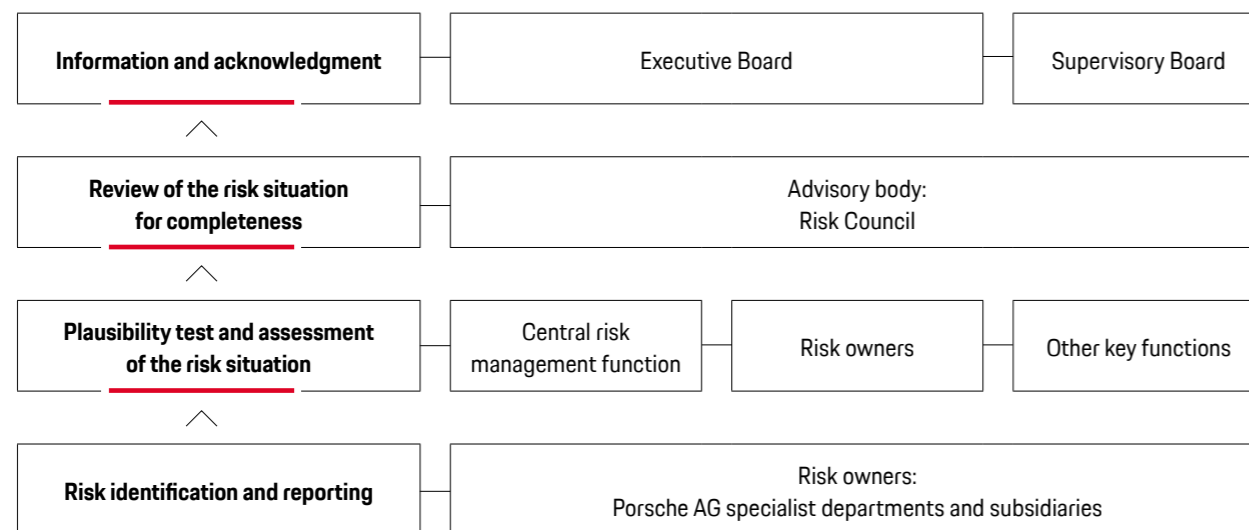 Information and acknowledgment
Executive Board
Supervisory Board
Review of the risk situation
for completeness
Advisory body:
Risk Council
Plausibility test and assessment
of the risk situation
Central risk
management function
Risk owners
Other key functions
Risk identification and reporting
Risk owners:
Porsche AG specialist departments and subsidiaries